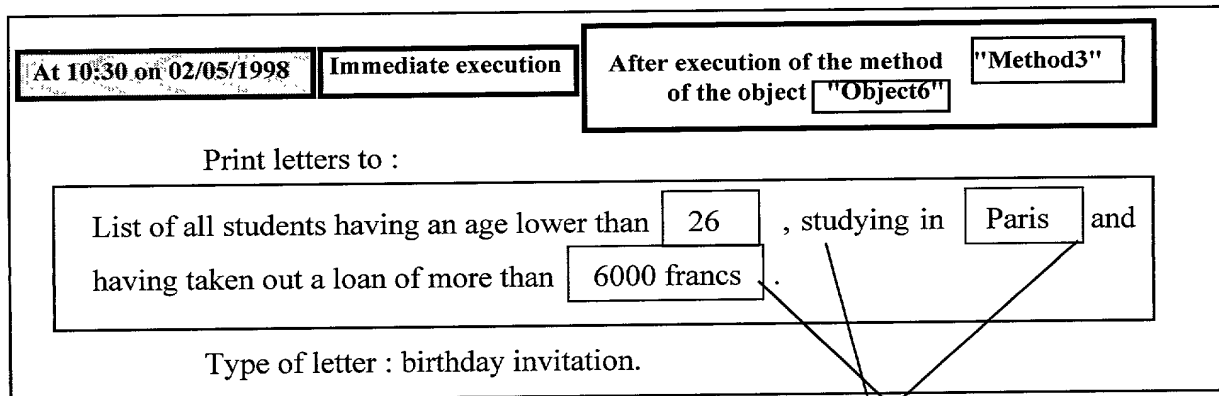 At 10:30 on 02/05/1998 Immediate execution After execution of the method "Method3"
of the object "Object6"
Print letters to :
List of all students having an age lower than 26 , studying in Paris and
having taken out a loan of more than 6000 francs .
Type of letter : birthday invitation.